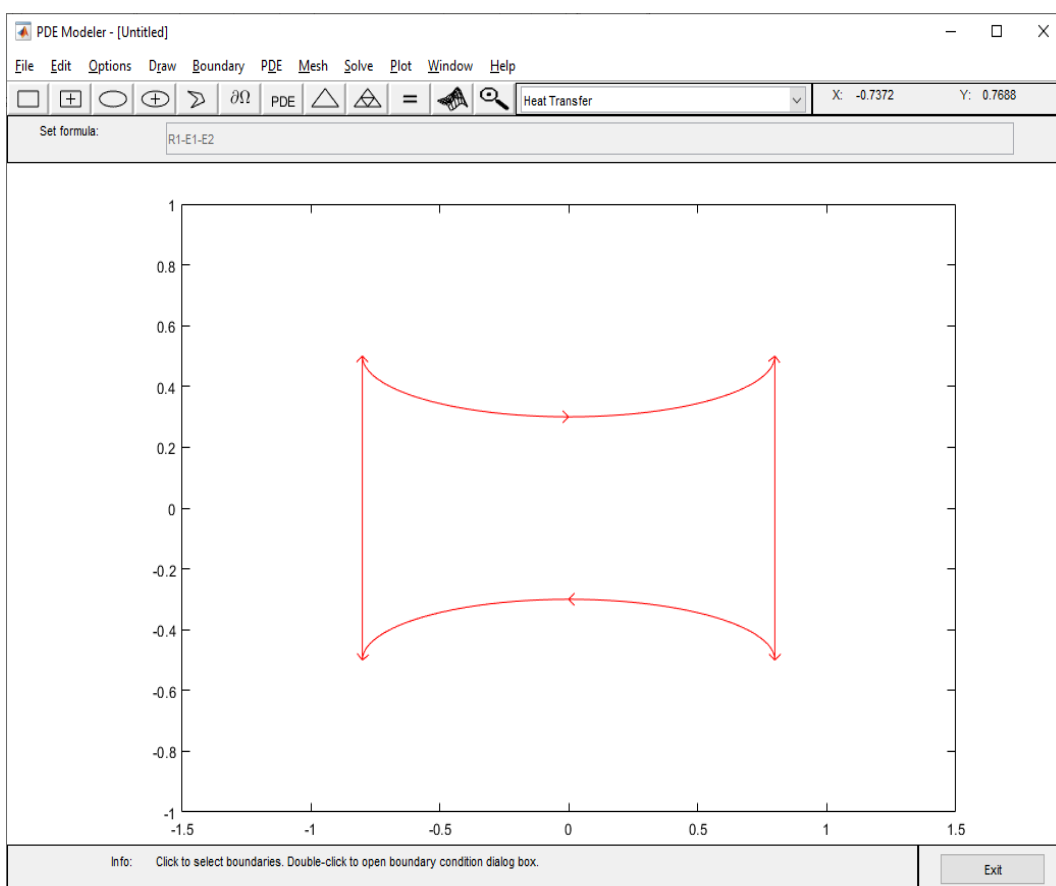 PDE Modeler - [Untitled]
File Edit Options Draw Boundary PDE Mesh Solve Plot Window Help
∂Ω PDE = Heat Transfer X: -0.7372 Y: 0.7688
Set formula: R1-E1-E2
1
0.8
0.6
0.4
0.2
0
-0.2
-0.4
-0.6
-0.8
-1
-1.5 -1 -0.5 0 0.5 1 1.5
Info: Click to select boundaries. Double-click to open boundary condition dialog box. Exit